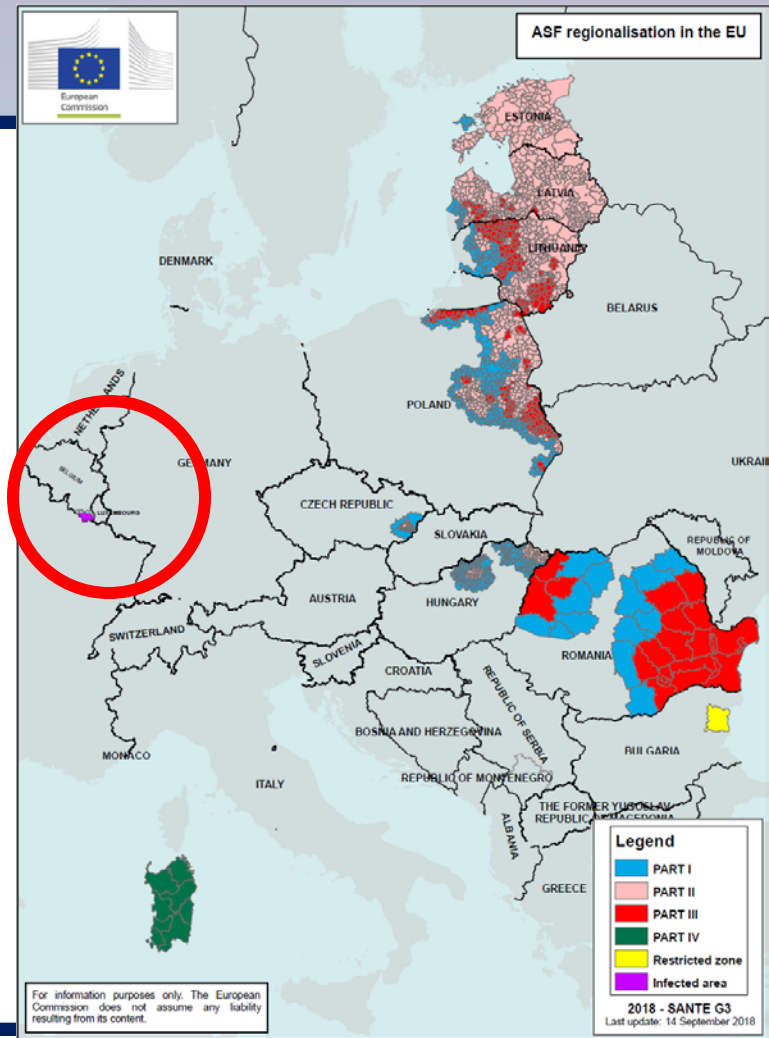 ASF regionalisation in the EU
European
Commission
ESTONIA
LATVIA
LITHUANIA
DENMARK
BELARUS
NETHERLANDS
POLAND
BELGIUM
GERMANY
UKRAI
LUXEMBOURG
CZECH REPUBLIC
SLOVAKIA
REPUBLIC OF
MOLDOVA
AUSTRIA
HUNGARY
SWITZERLAND
SLOVENIA
ROMANIA
CROATIA
REPUBLIC OF SERBIA
BOSNIA AND HERZEGOVINA
BULGARIA
MONACO
ITALY
REPUBLIC OF MONTENEGRO
THE FORMER YUGOSLAV
REPUBLIC OF MACEDONIA
ALBANIA
GREECE
Legend
PART I
PART II
PART III
PART IV
Restricted zone
Infected area
2018 - SANTE G3
Last update: 14 September 2018
For information purposes only. The European
Commission does not assume any liability
resulting from its content.